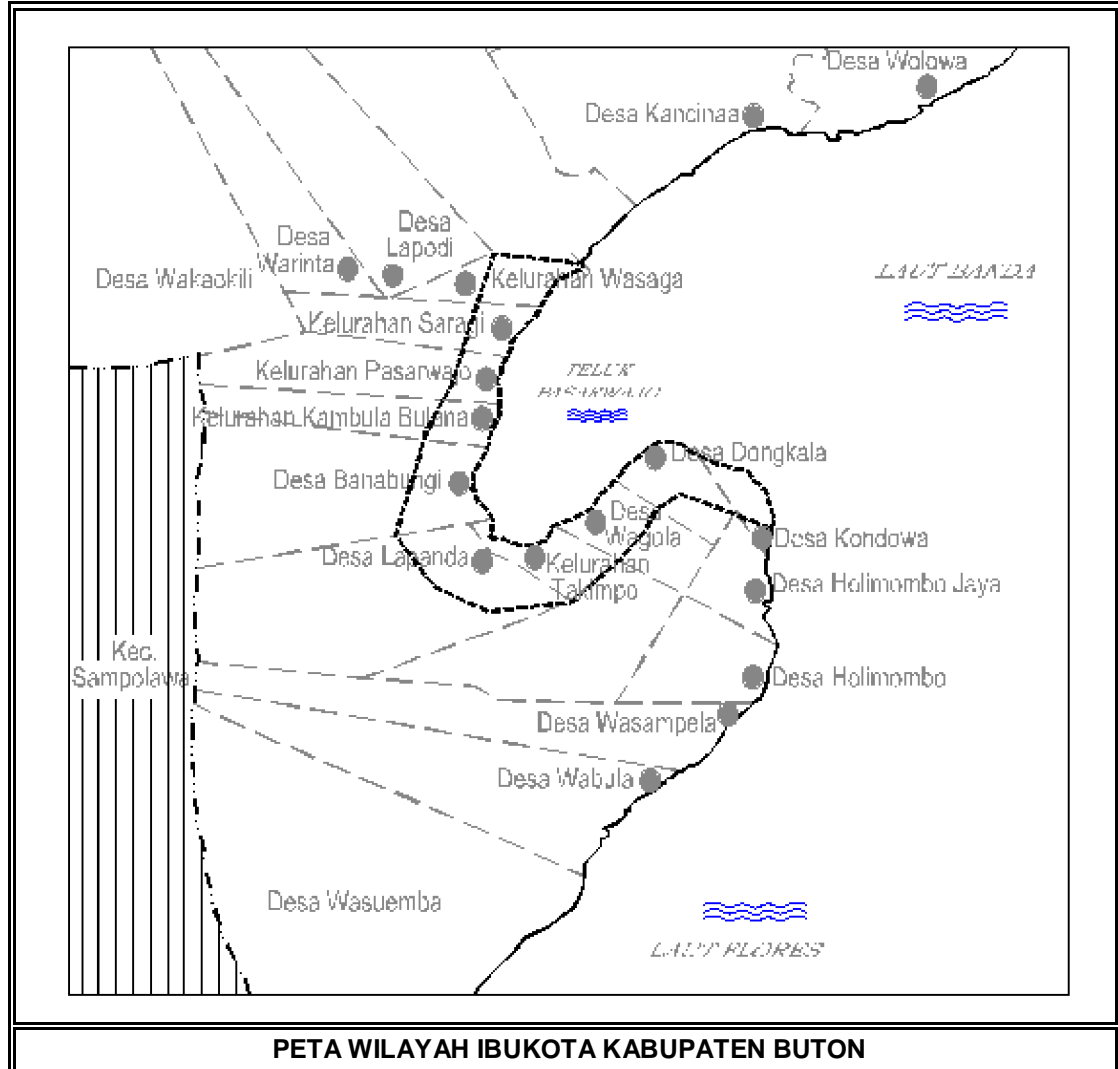 Desa Wolowa
Desa Kancinaa
Desa
Lapodi
Desa
Warinta
Desa Wakaokili
Kelurahan Wasaga
LAUT BANDA
Kelurahan Saragi
Kelurahan Pasarwajo
TELUK
PASARWAJO
Kelurahan Kambula Bulana
Desa Dongkala
Desa Banabungi
Desa
Wagola
Desa Kondowa
Desa Lapanda
Kelurahan
Takimpo
Desa Holimombo Jaya
Kec.
Sampolawa
Desa Holimombo
Desa Wasampela
Desa Wabula
Desa Wasuemba
LAUT FLORES
PETA WILAYAH IBUKOTA KABUPATEN BUTON